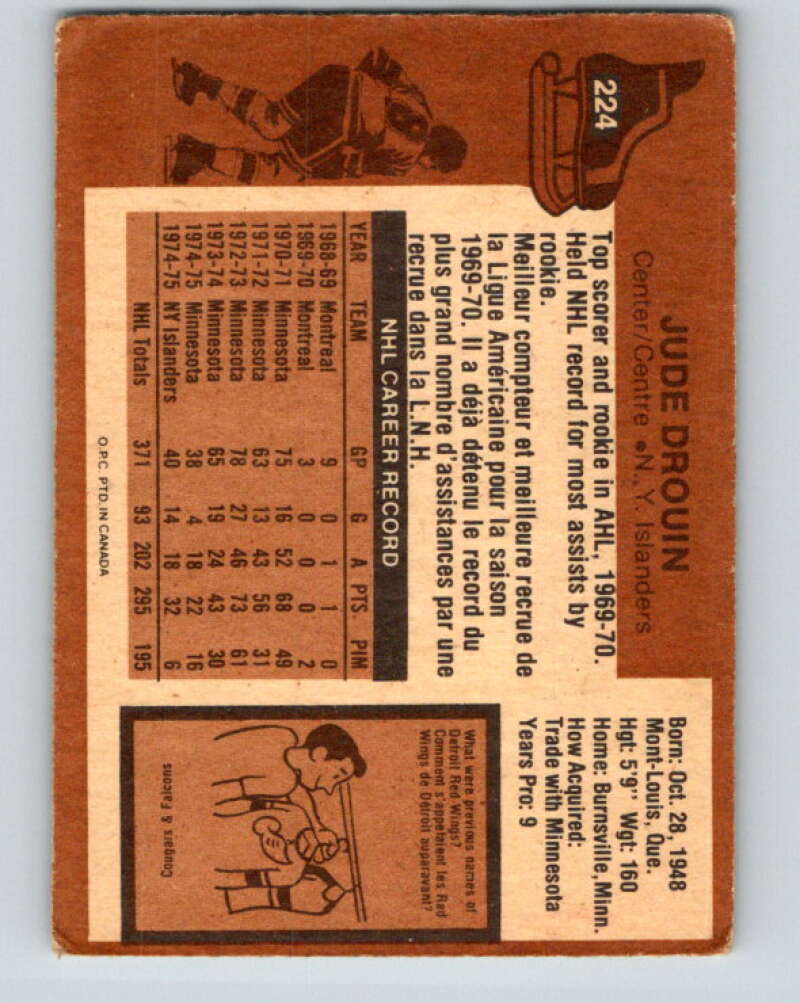 224
JUDE DROUIN
Center/Centre • N.Y. Islanders
Top scorer and rookie in AHL, 1969-70.
Held NHL record for most assists by
rookie.
Meilleur compteur et meilleure recrue de
la Ligue Américaine pour la saison
1969-70. Il a déjà détenu le record du
plus grand nombre d'assistances par une
recrue dans la L.N.H.
NHL CAREER RECORD
YEAR TEAM GP G A PTS. PIM
1968-69 Montreal 9 0 1 1 0
1969-70 Montreal 3 0 0 0 2
1970-71 Minnesota 75 16 52 68 49
1971-72 Minnesota 63 13 43 56 31
1972-73 Minnesota 78 27 46 73 61
1973-74 Minnesota 65 19 24 43 30
1974-75 Minnesota 38 4 18 22 16
1974-75 NY Islanders 40 14 18 32 6
NHL Totals 371 93 202 295 195
O.P.C. PTD. IN CANADA
Born: Oct. 28, 1948
Mont-Louis, Que.
Hgt: 5'9" Wgt: 160
Home: Burnsville, Minn.
How Acquired:
Trade with Minnesota
Years Pro: 9
What were previous names of
Detroit Red Wings?
Comment s'appelaient les Red
Wings de Détroit auparavant?
Cougars & Falcons